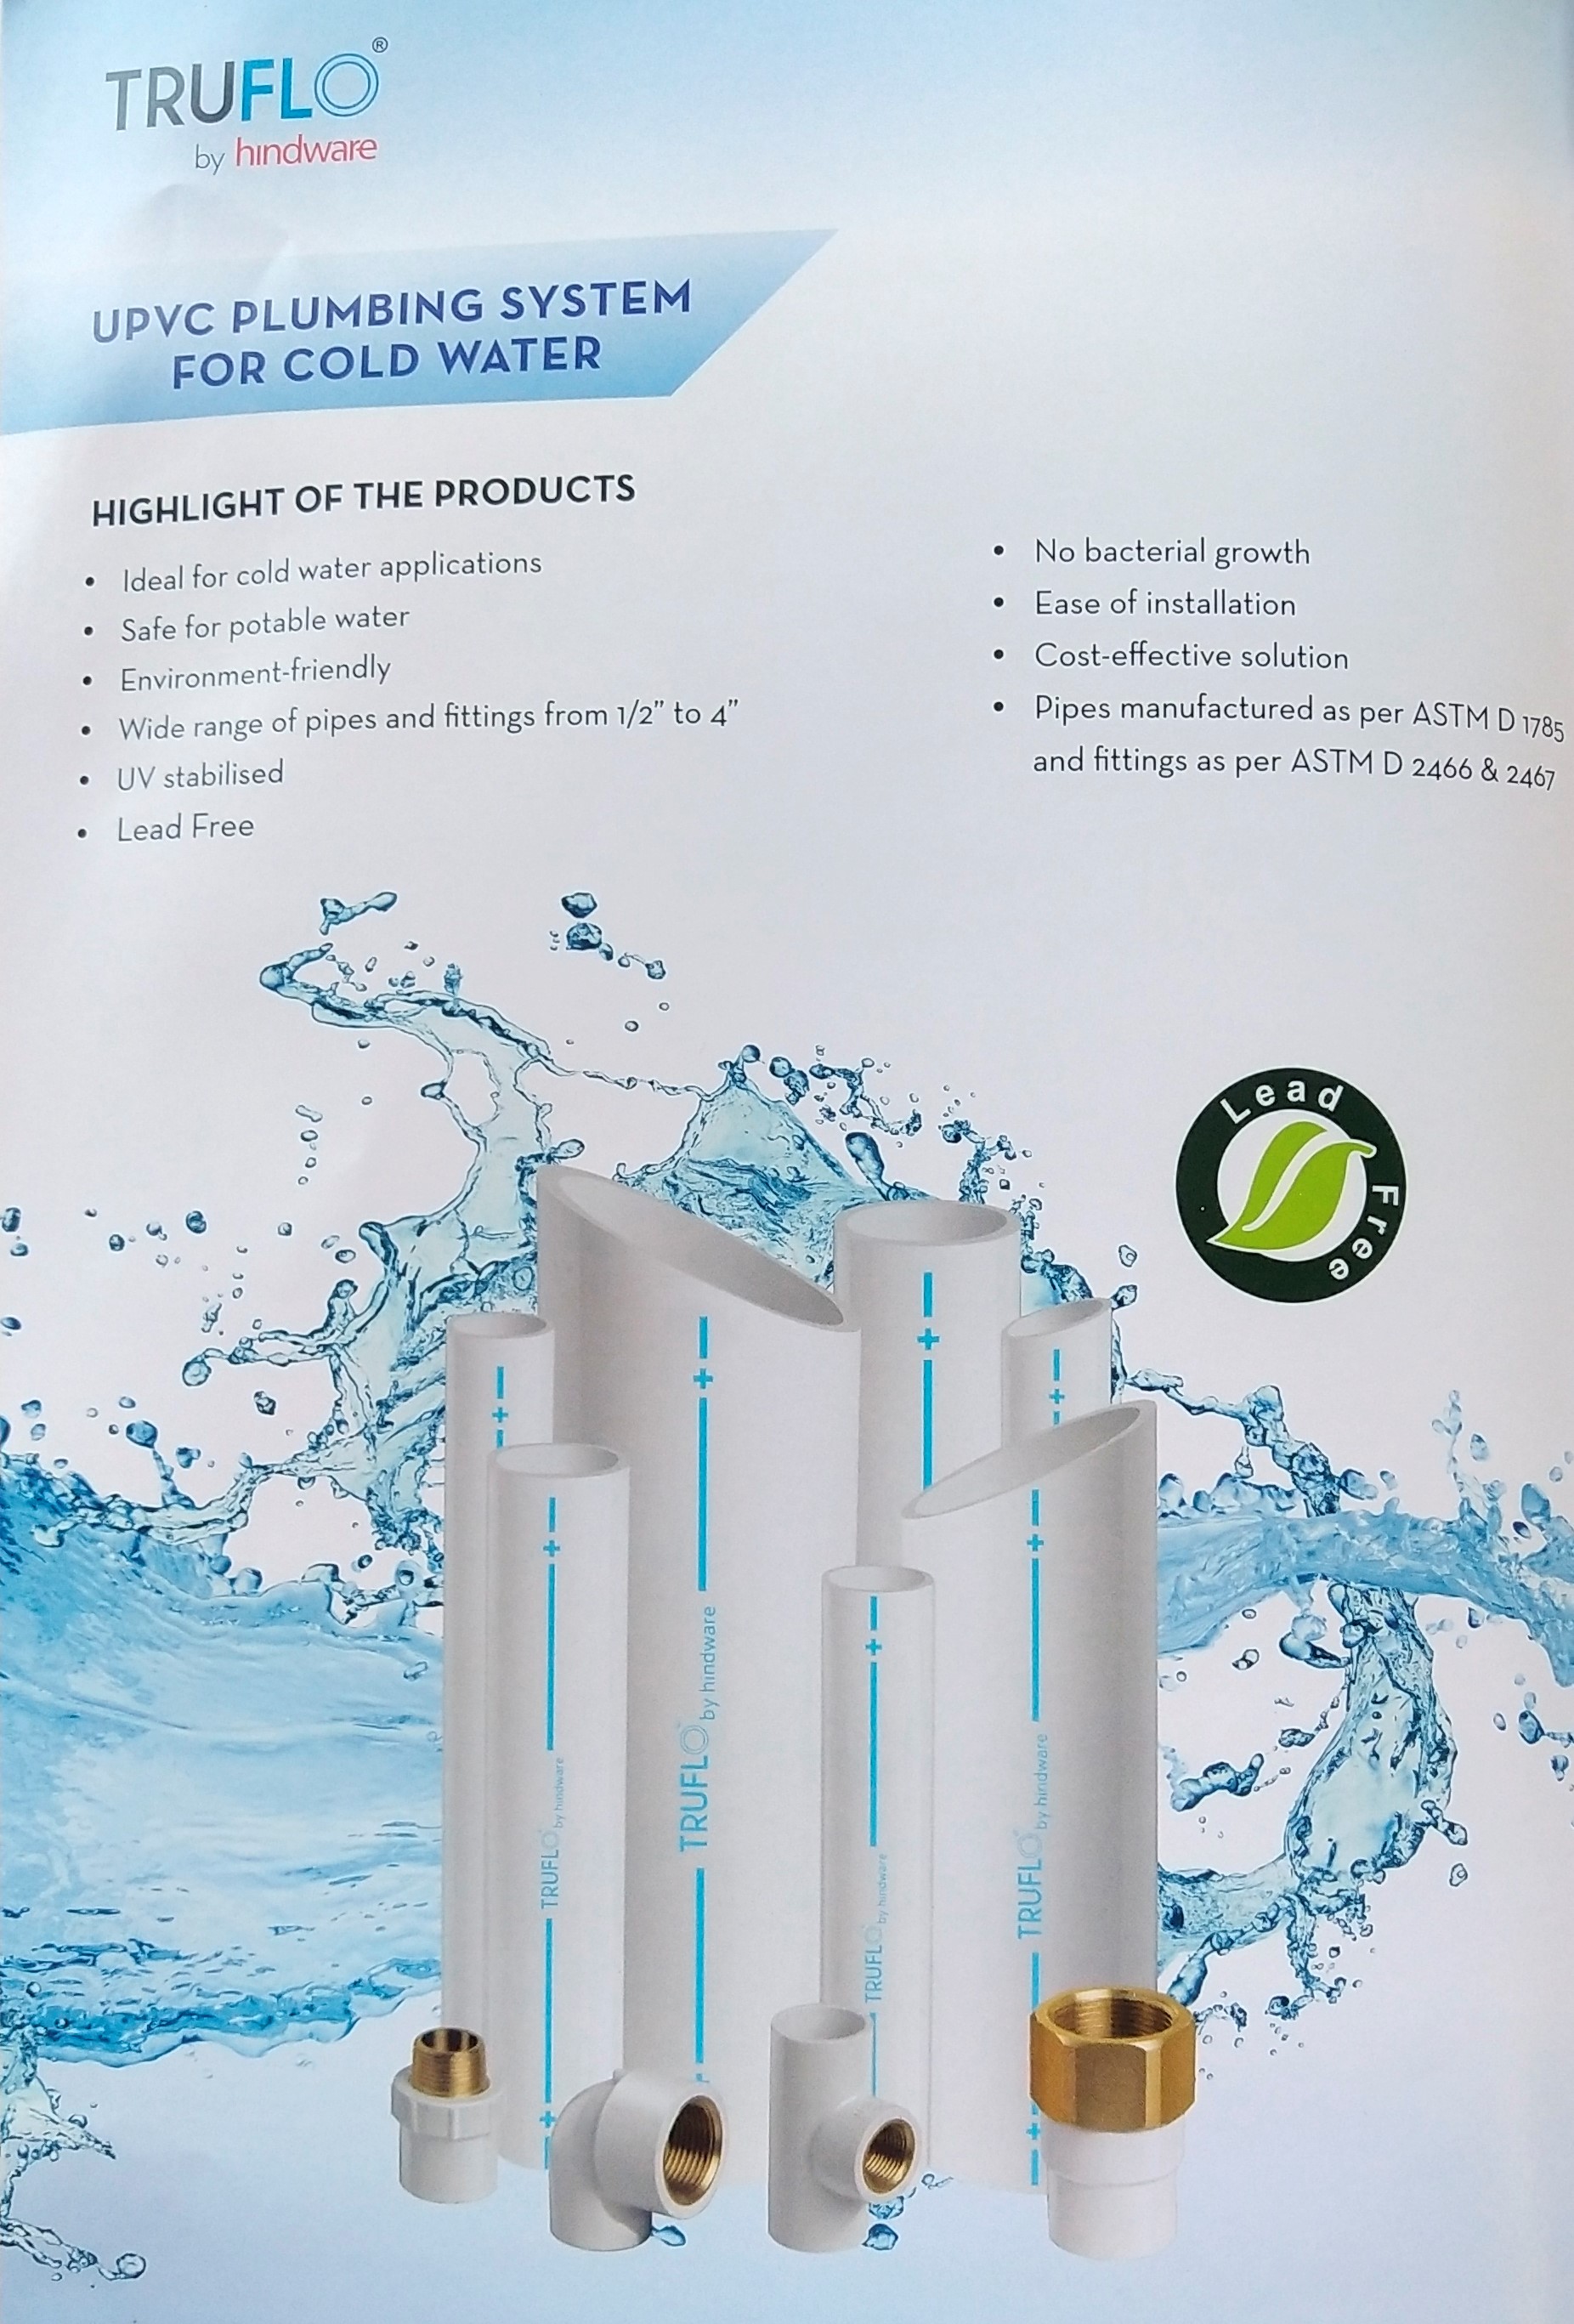 TRUFLO®
by hindware
UPVC PLUMBING SYSTEM
FOR COLD WATER
HIGHLIGHT OF THE PRODUCTS
• Ideal for cold water applications
• Safe for potable water
• Environment-friendly
• Wide range of pipes and fittings from 1/2” to 4”
• UV stabilised
• Lead Free
• No bacterial growth
• Ease of installation
• Cost-effective solution
• Pipes manufactured as per ASTM D 1785
and fittings as per ASTM D 2466 & 2467
Lead Free
TRUFLO by hindware
TRUFLO by hindware
TRUFLO by hindware
TRUFLO by hindware